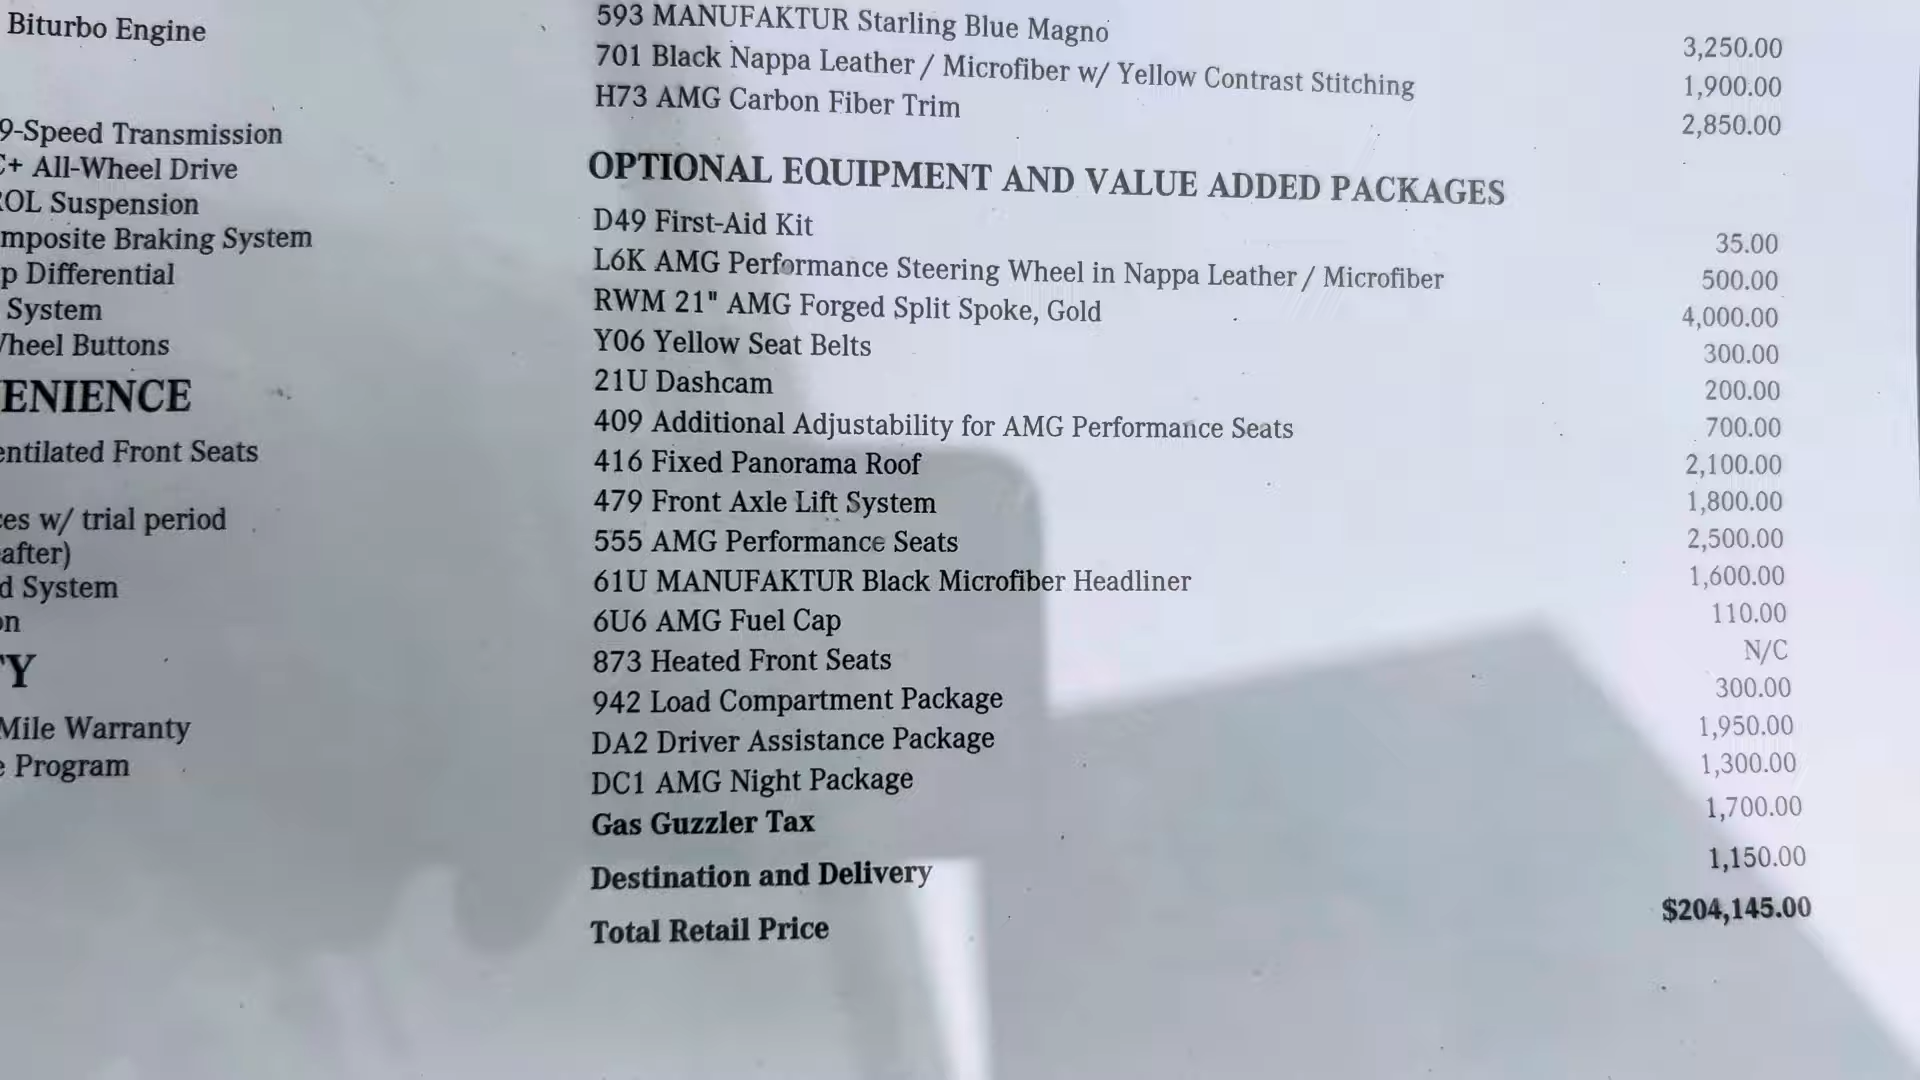 Biturbo Engine
9-Speed Transmission
C+ All-Wheel Drive
ROL Suspension
mposite Braking System
p Differential
System
Wheel Buttons
ENIENCE
entilated Front Seats
ces w/ trial period
after)
d System
on
TY
Mile Warranty
e Program
593 MANUFAKTUR Starling Blue Magno 3,250.00
701 Black Nappa Leather / Microfiber w/ Yellow Contrast Stitching 1,900.00
H73 AMG Carbon Fiber Trim 2,850.00
OPTIONAL EQUIPMENT AND VALUE ADDED PACKAGES
D49 First-Aid Kit 35.00
L6K AMG Performance Steering Wheel in Nappa Leather / Microfiber 500.00
RWM 21" AMG Forged Split Spoke, Gold 4,000.00
Y06 Yellow Seat Belts 300.00
21U Dashcam 200.00
409 Additional Adjustability for AMG Performance Seats 700.00
416 Fixed Panorama Roof 2,100.00
479 Front Axle Lift System 1,800.00
555 AMG Performance Seats 2,500.00
61U MANUFAKTUR Black Microfiber Headliner 1,600.00
6U6 AMG Fuel Cap 110.00
873 Heated Front Seats N/C
942 Load Compartment Package 300.00
DA2 Driver Assistance Package 1,950.00
DC1 AMG Night Package 1,300.00
Gas Guzzler Tax 1,700.00
Destination and Delivery 1,150.00
Total Retail Price $204,145.00